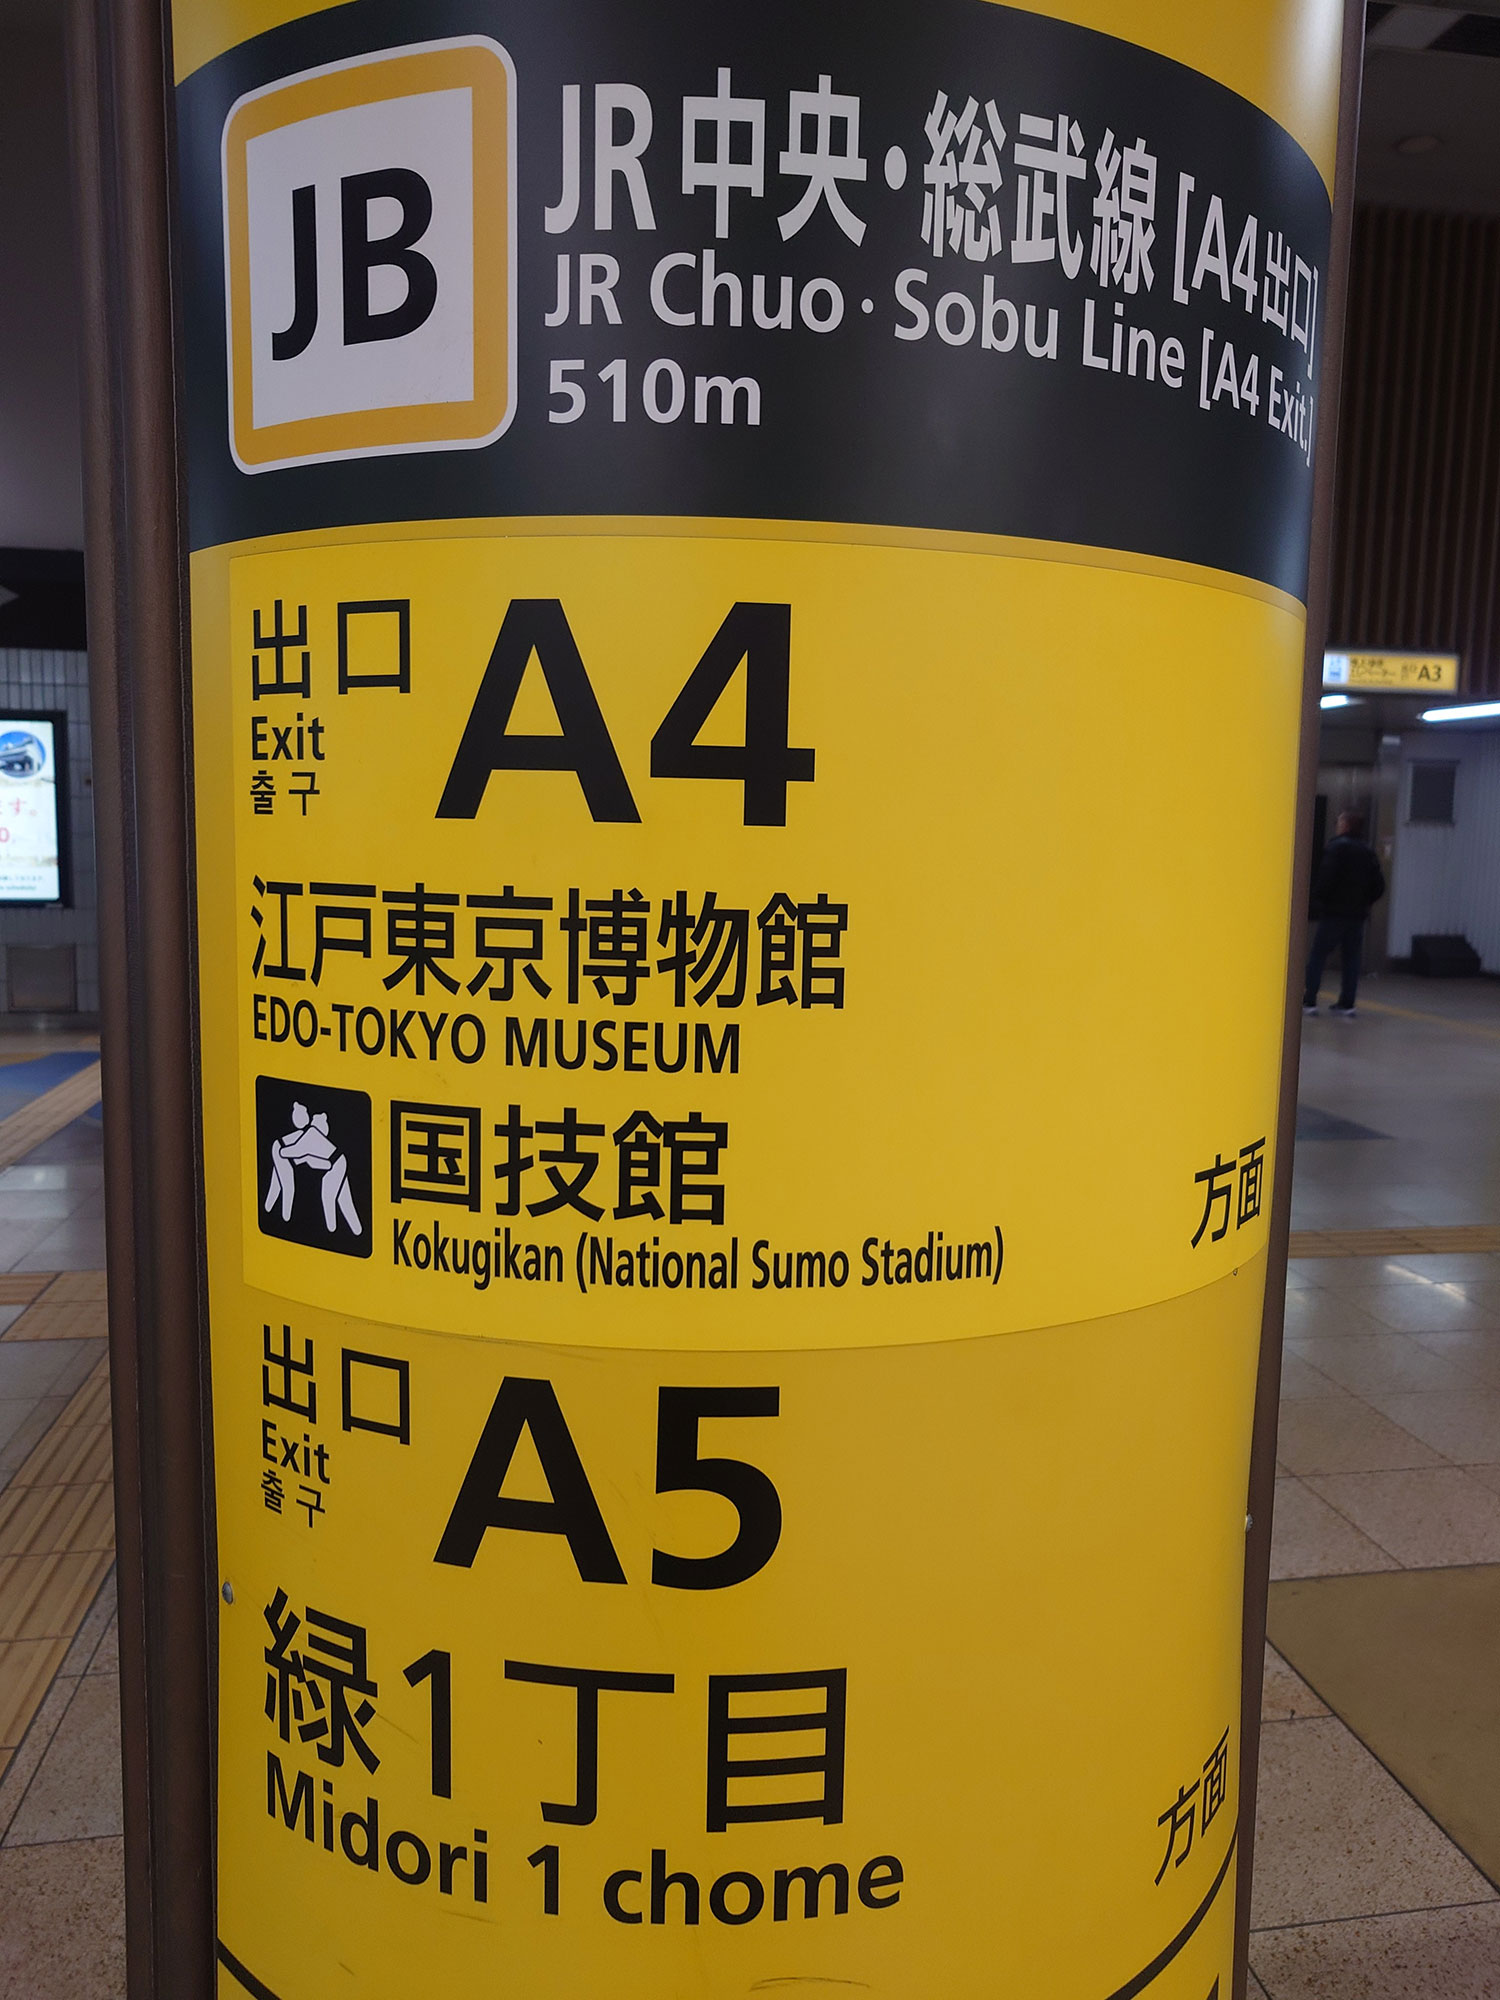 JB
JR中央・総武線 [A4出口]
JR Chuo・Sobu Line [A4 Exit]
510m
出口 A4
Exit
출구
江戸東京博物館
EDO-TOKYO MUSEUM
国技館 方面
Kokugikan (National Sumo Stadium)
出口 A5
Exit
출구
緑1丁目 方面
Midori 1 chome
A3